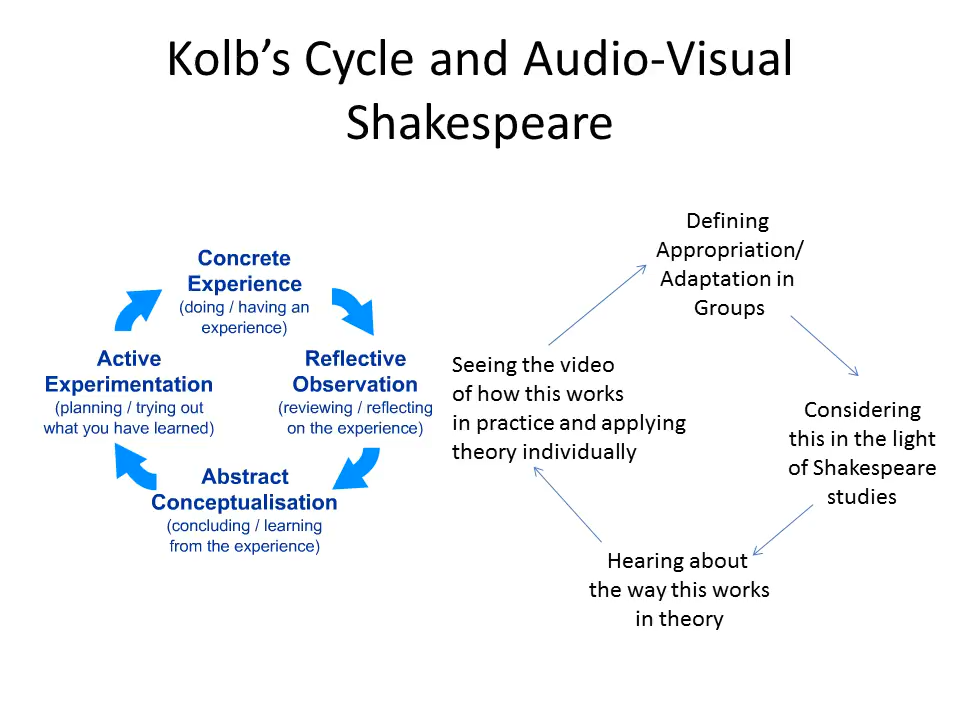 Kolb’s Cycle and Audio-Visual
Shakespeare
Concrete
Experience
(doing / having an
experience)
Reflective
Observation
(reviewing / reflecting
on the experience)
Abstract
Conceptualisation
(concluding / learning
from the experience)
Active
Experimentation
(planning / trying out
what you have learned)
Defining
Appropriation/
Adaptation in
Groups
Considering
this in the light
of Shakespeare
studies
Hearing about
the way this works
in theory
Seeing the video
of how this works
in practice and applying
theory individually